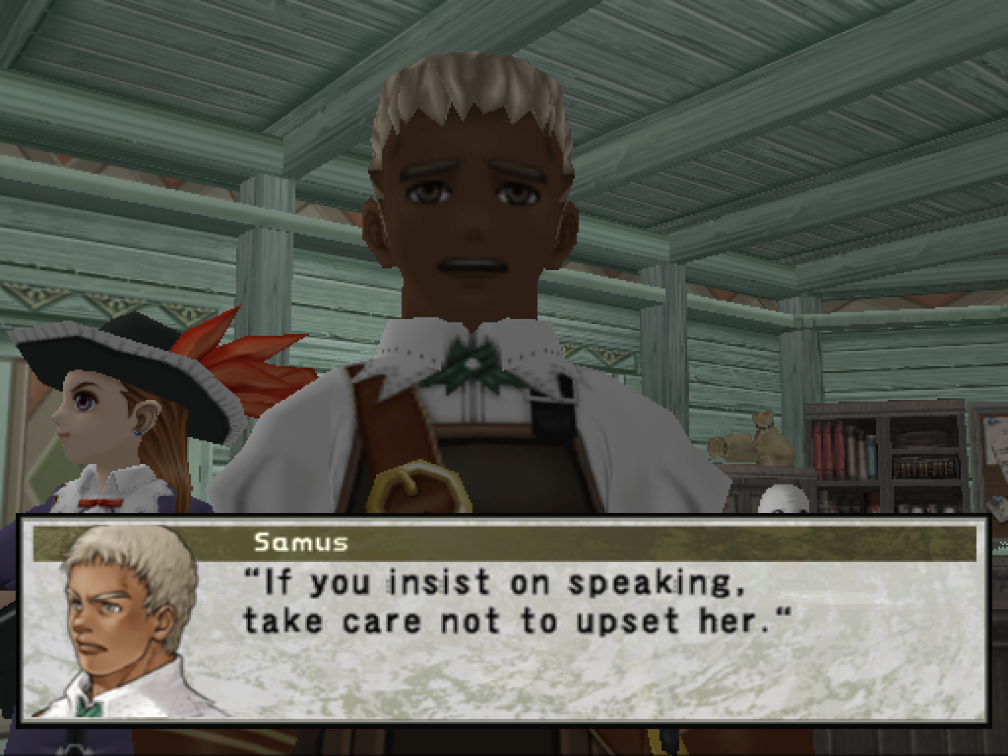 Samus
“If you insist on speaking,
take care not to upset her.“